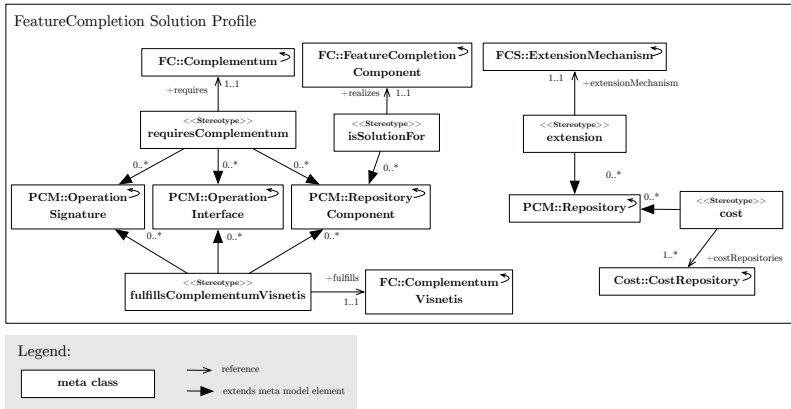 FeatureCompletion Solution Profile
FC::Complementum
FC::FeatureCompletion
Component
FCS::ExtensionMechanism
+requires
1..1
+realizes
1..1
1..1
+extensionMechanism
<<Stereotype>>
requiresComplementum
<<Stereotype>>
isSolutionFor
<<Stereotype>>
extension
0..*
0..*
0..*
0..*
0..*
PCM::Operation
Signature
PCM::Operation
Interface
PCM::Repository
Component
PCM::Repository
0..*
<<Stereotype>>
cost
0..*
0..*
0..*
1..*
+costRepositories
<<Stereotype>>
fulfillsComplementumVisnetis
+fulfills
1..1
FC::Complementum
Visnetis
Cost::CostRepository
Legend:
meta class
reference
extends meta model element